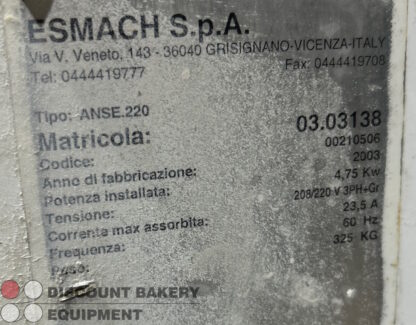 ESMACH S.p.A.
Via V. Veneto, 143 - 36040 GRISIGNANO-VICENZA-ITALY
Tel: 0444419777 Fax: 0444419708
Tipo: ANSE.220
Matricola: 03.03138
Codice: 00210506
Anno di fabbricazione: 2003
Potenza installata: 4,75 Kw
Tensione: 208/220 V 3PH+Gr
Corrente max assorbita: 23,5 A
Frequenza: 60 Hz
Peso: 325 KG
DISCOUNT BAKERY
EQUIPMENT